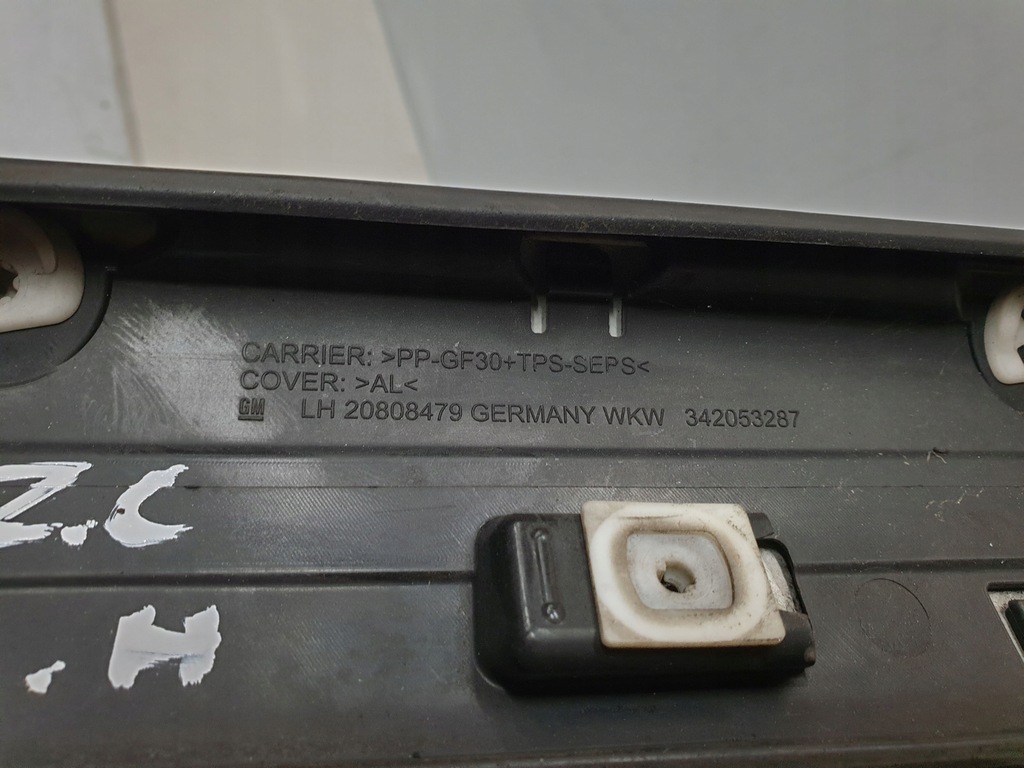 CARRIER: >PP-GF30+TPS-SEPS<
COVER: >AL<
GM LH 20808479 GERMANY WKW 342053287
Z.C
.I